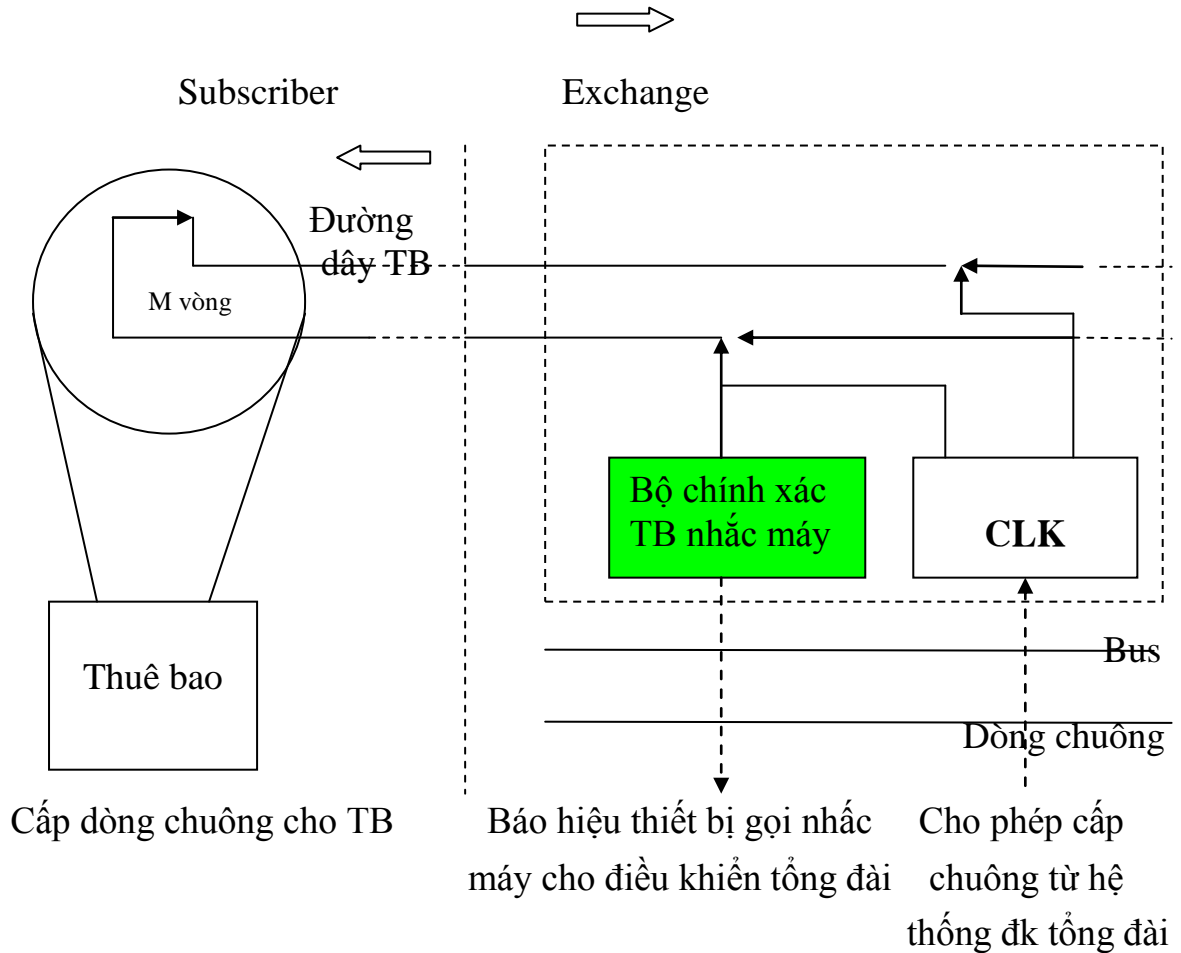 Subscriber
Exchange
Đường
dây TB
M vòng
Bộ chính xác
TB nhắc máy
CLK
Thuê bao
Bus
Dòng chuông
Cấp dòng chuông cho TB
Báo hiệu thiết bị gọi nhấc
máy cho điều khiển tổng đài
Cho phép cấp
chuông từ hệ
thống đk tổng đài